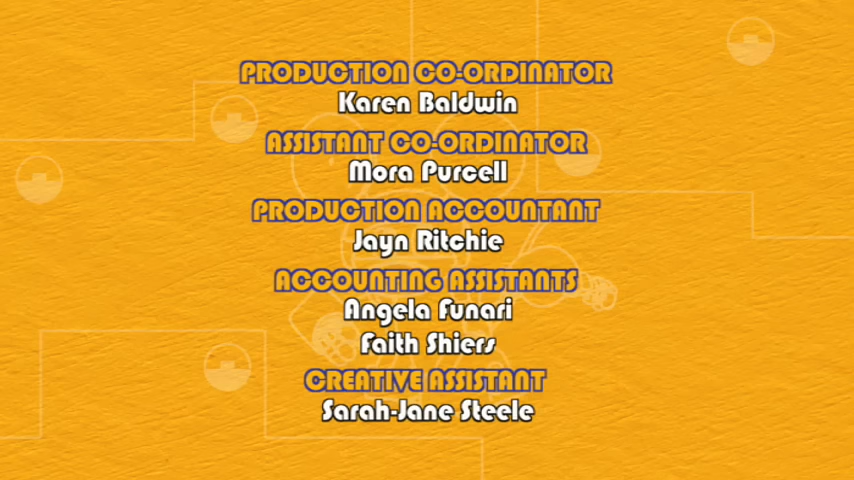 PRODUCTION CO-ORDINATOR
Karen Baldwin
ASSISTANT CO-ORDINATOR
Mora Purcell
PRODUCTION ACCOUNTANT
Jayn Ritchie
ACCOUNTING ASSISTANTS
Angela Funari
Faith Shiers
CREATIVE ASSISTANT
Sarah-Jane Steele